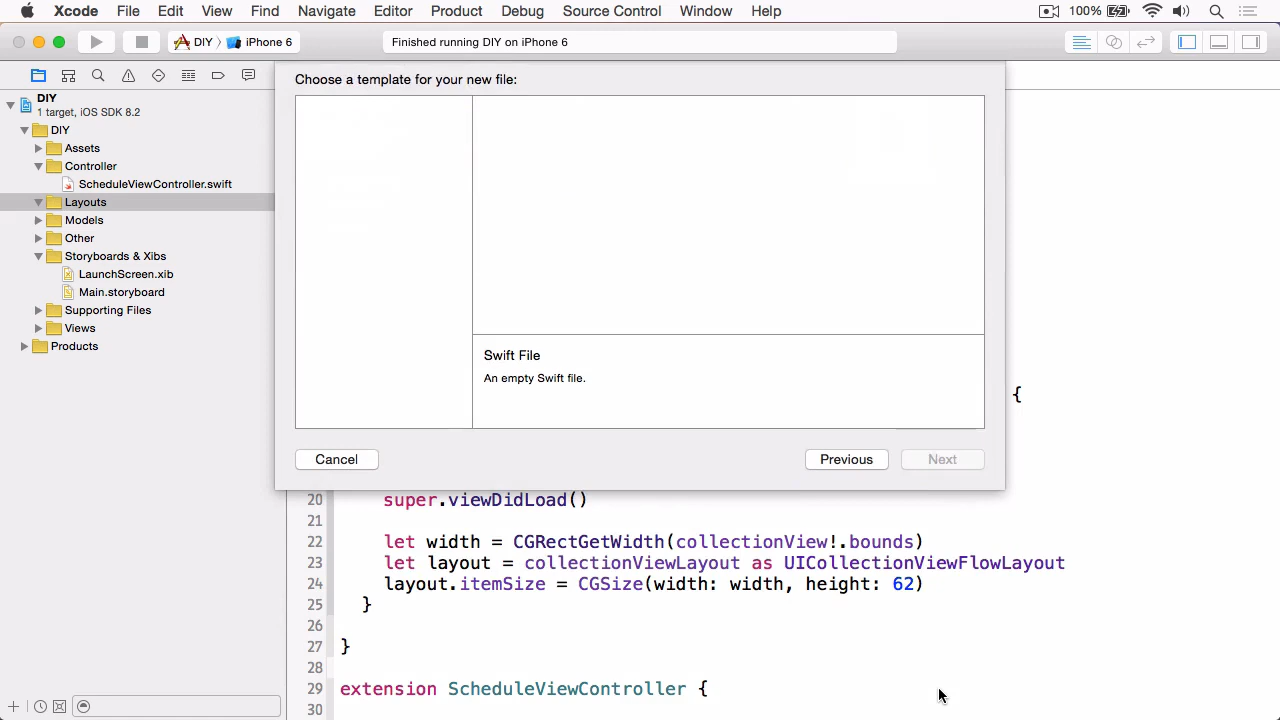 Xcode File Edit View Find Navigate Editor Product Debug Source Control Window Help 100%
DIY iPhone 6 Finished running DIY on iPhone 6
Choose a template for your new file:
DIY
1 target, iOS SDK 8.2
DIY
Assets
Controller
ScheduleViewController.swift
Layouts
Models
Other
Storyboards & Xibs
LaunchScreen.xib
Main.storyboard
Supporting Files
Views
Products
Swift File
An empty Swift file.
Cancel Previous Next
{
20 super.viewDidLoad()
21
22 let width = CGRectGetWidth(collectionView!.bounds)
23 let layout = collectionViewLayout as UICollectionViewFlowLayout
24 layout.itemSize = CGSize(width: width, height: 62)
25 }
26
27 }
28
29 extension ScheduleViewController {
30